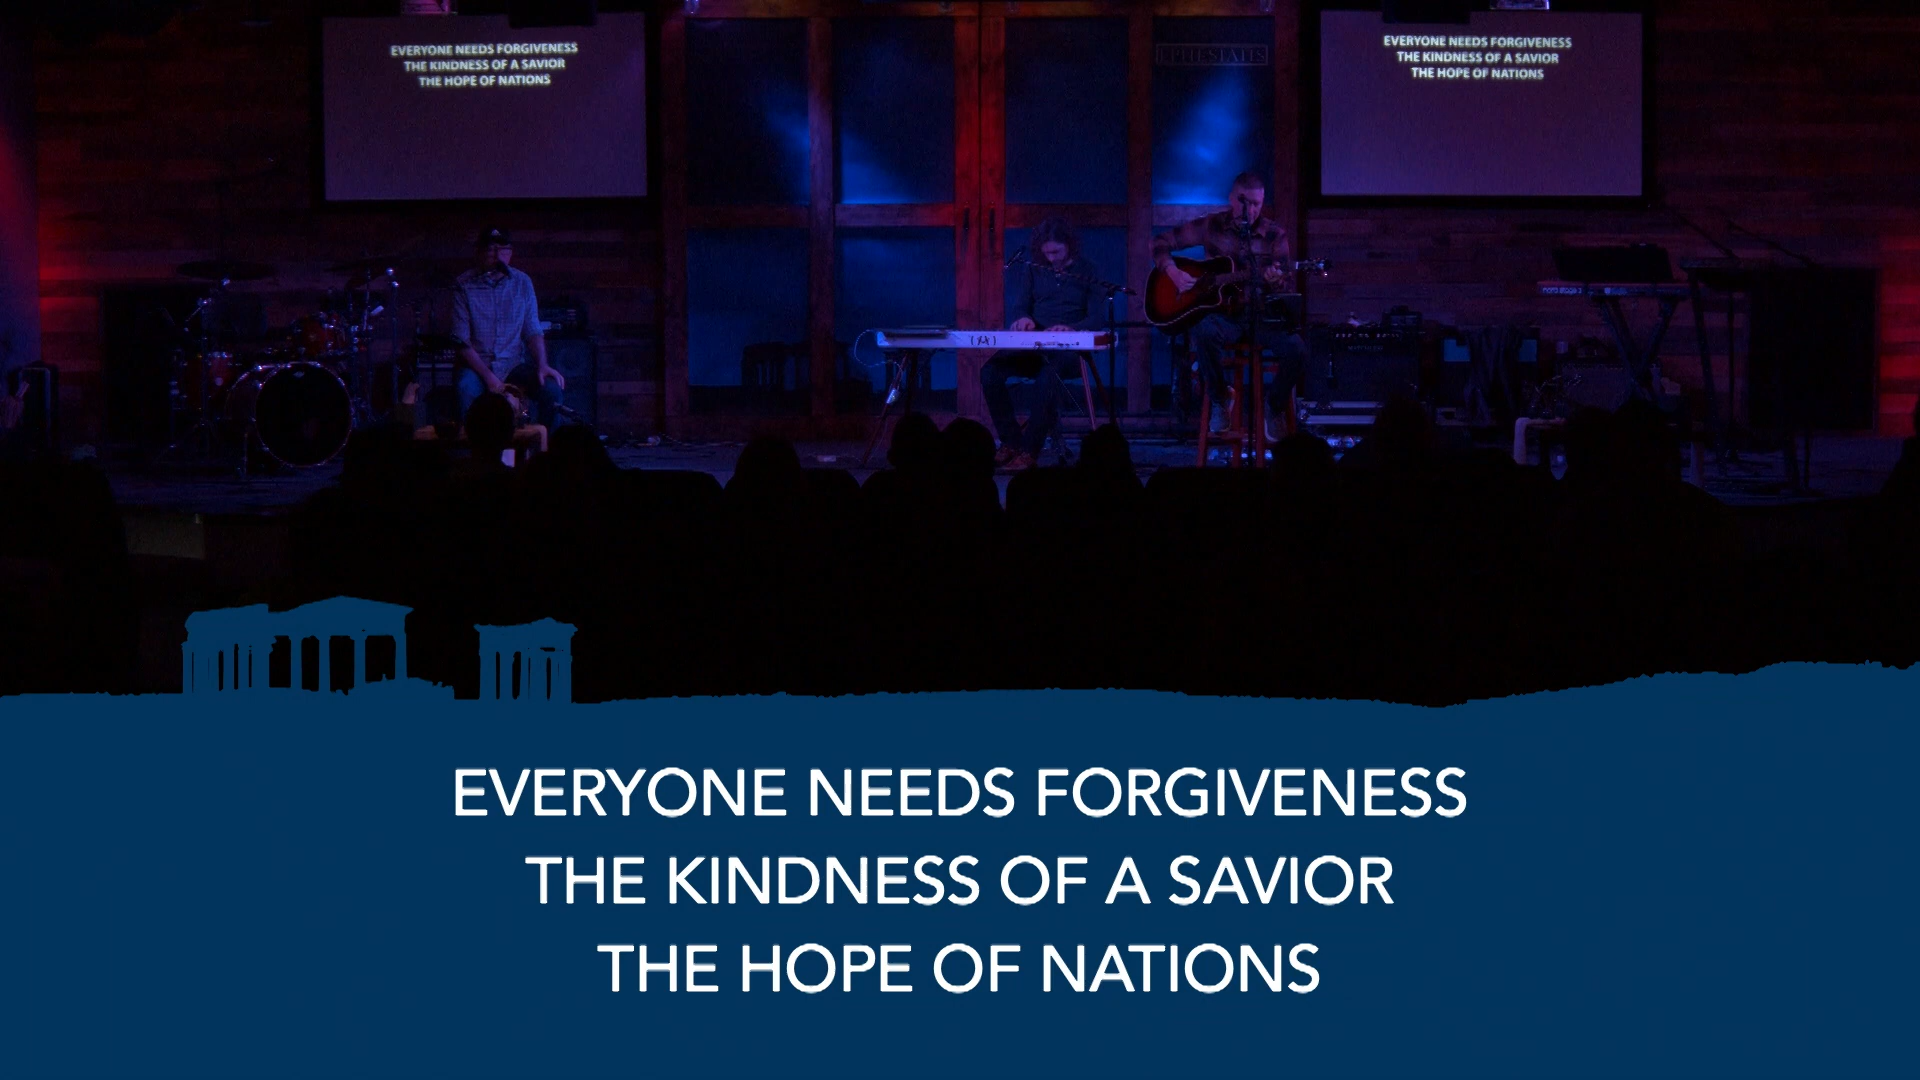 EVERYONE NEEDS FORGIVENESS
THE KINDNESS OF A SAVIOR
THE HOPE OF NATIONS
EVERYONE NEEDS FORGIVENESS
THE KINDNESS OF A SAVIOR
THE HOPE OF NATIONS
EPHESIANS
EVERYONE NEEDS FORGIVENESS
THE KINDNESS OF A SAVIOR
THE HOPE OF NATIONS